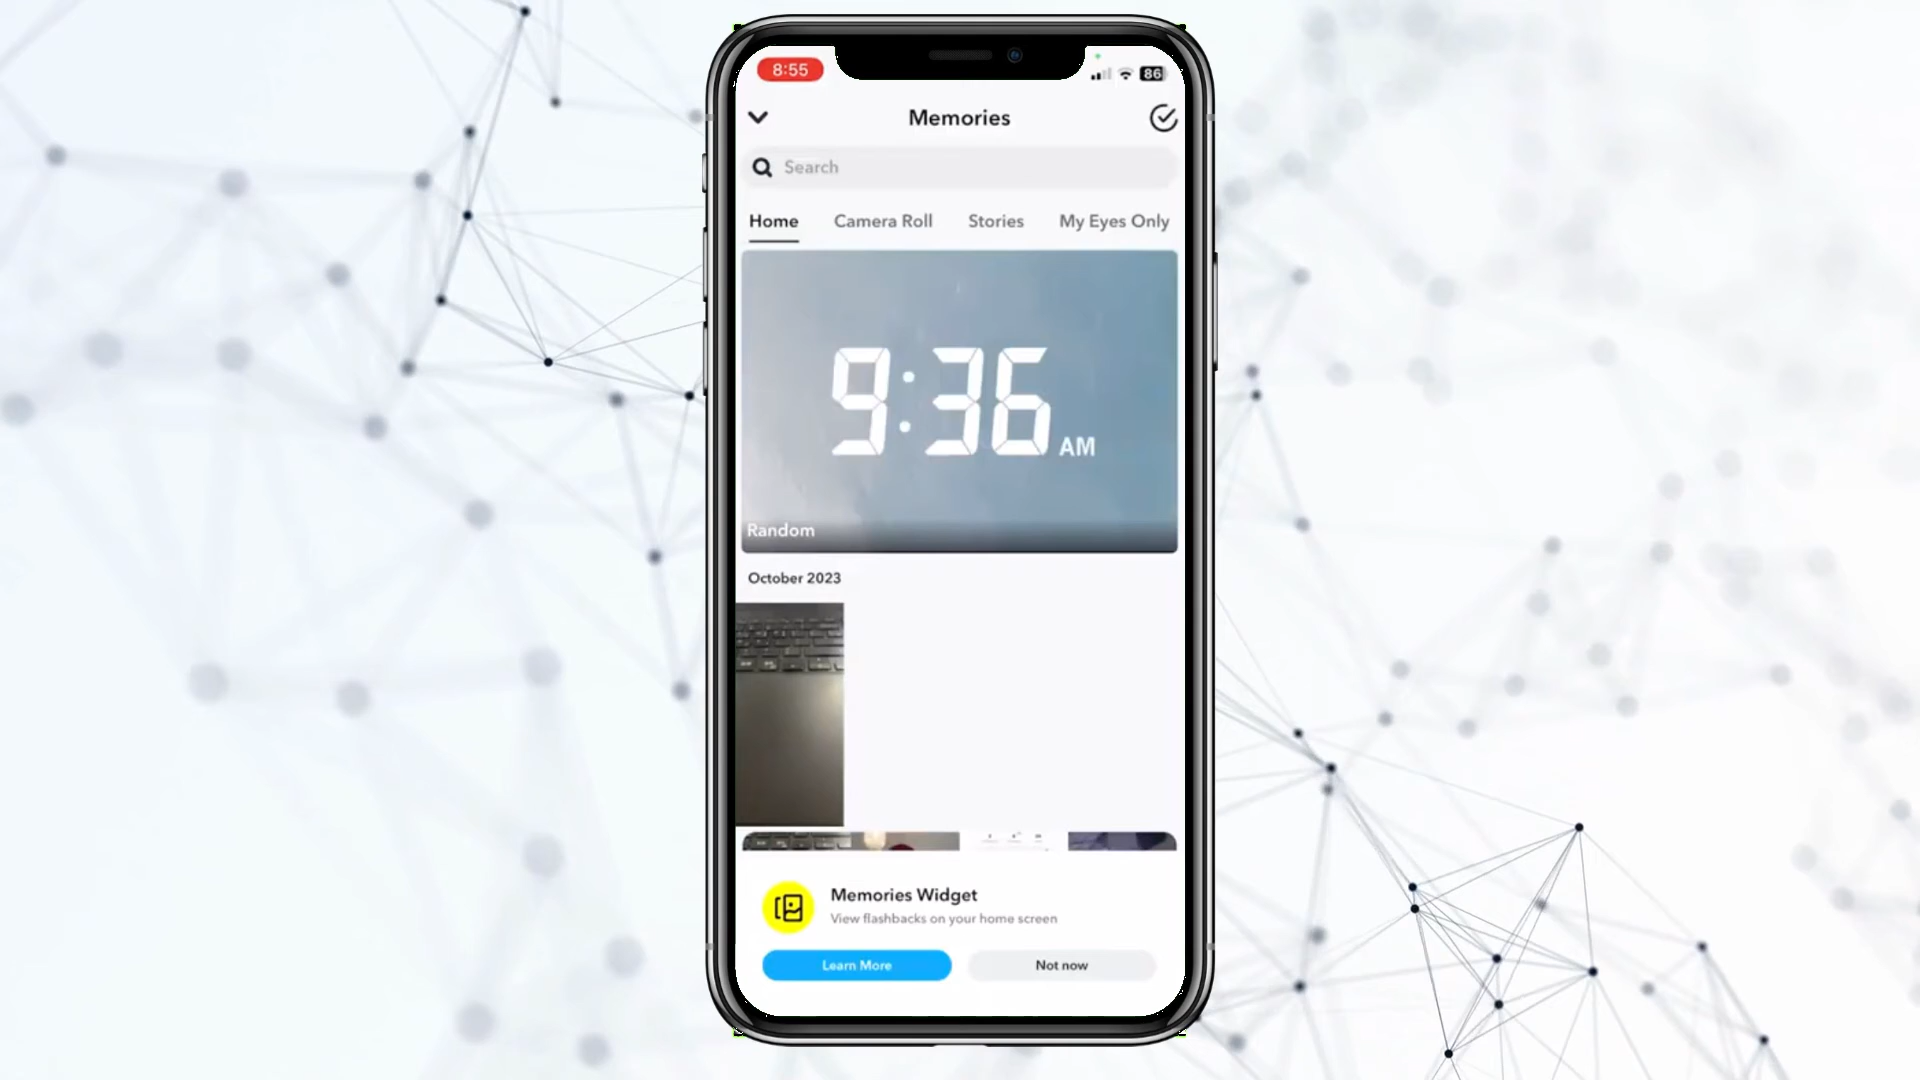 8:55
86
Memories
Search
Home Camera Roll Stories My Eyes Only
9:36 AM
Random
October 2023
Memories Widget
View flashbacks on your home screen
Learn More Not now